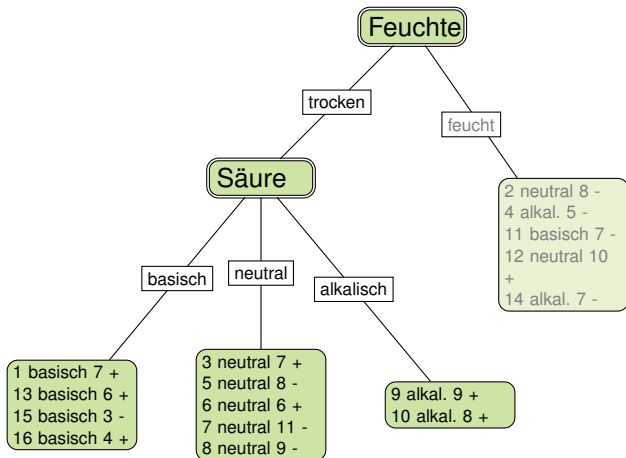 Feuchte
trocken
feucht
Säure
2 neutral 8 -
4 alkal. 5 -
11 basisch 7 -
12 neutral 10
+
14 alkal. 7 -
basisch
neutral
alkalisch
1 basisch 7 +
13 basisch 6 +
15 basisch 3 -
16 basisch 4 +
3 neutral 7 +
5 neutral 8 -
6 neutral 6 +
7 neutral 11 -
8 neutral 9 -
9 alkal. 9 +
10 alkal. 8 +